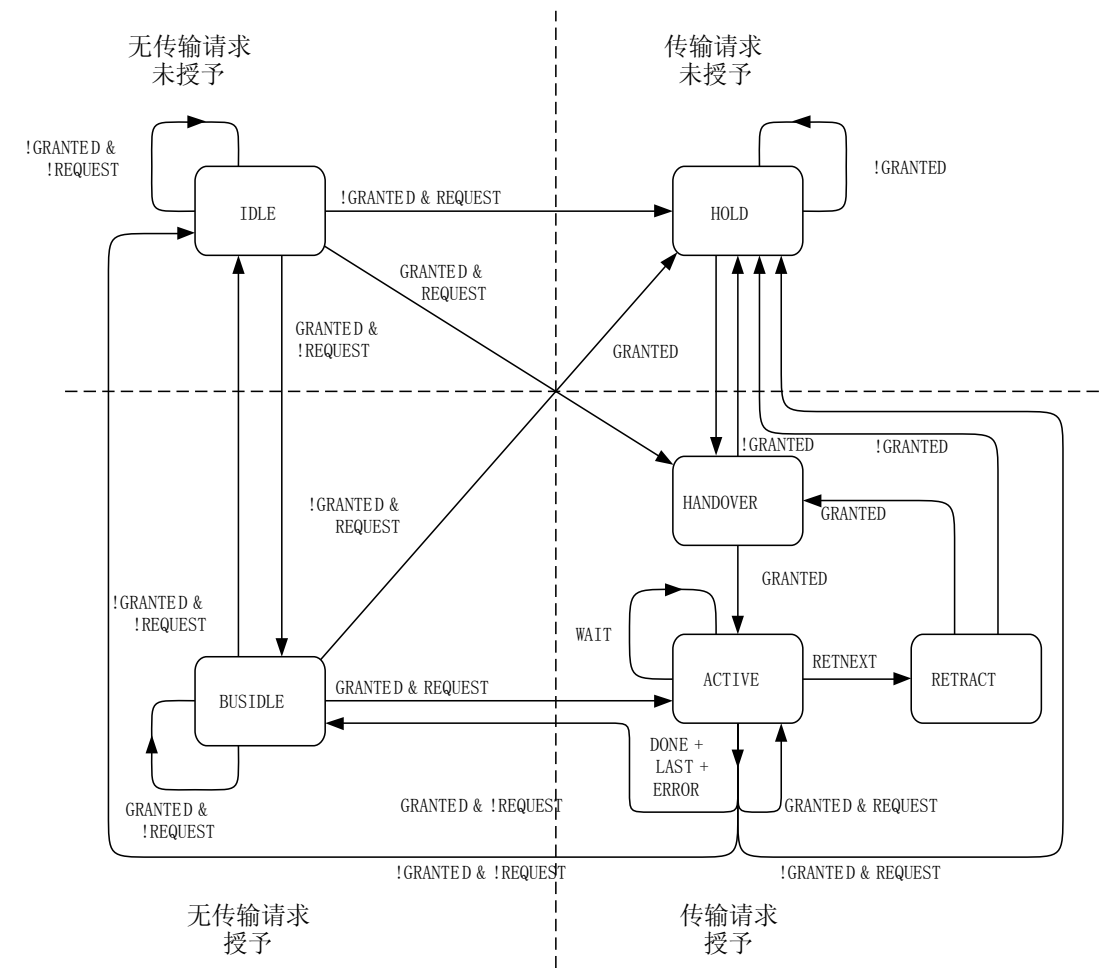 无传输请求
未授予
传输请求
未授予
!GRANTED &
!REQUEST
!GRANTED
IDLE
!GRANTED & REQUEST
HOLD
GRANTED &
REQUEST
GRANTED &
!REQUEST
GRANTED
!GRANTED
!GRANTED
!GRANTED &
REQUEST
HANDOVER
GRANTED
GRANTED
!GRANTED &
!REQUEST
WAIT
RETNEXT
BUSIDLE
GRANTED & REQUEST
ACTIVE
RETRACT
DONE +
LAST +
ERROR
GRANTED &
!REQUEST
GRANTED & !REQUEST
GRANTED & REQUEST
!GRANTED & !REQUEST
!GRANTED & REQUEST
无传输请求
授予
传输请求
授予